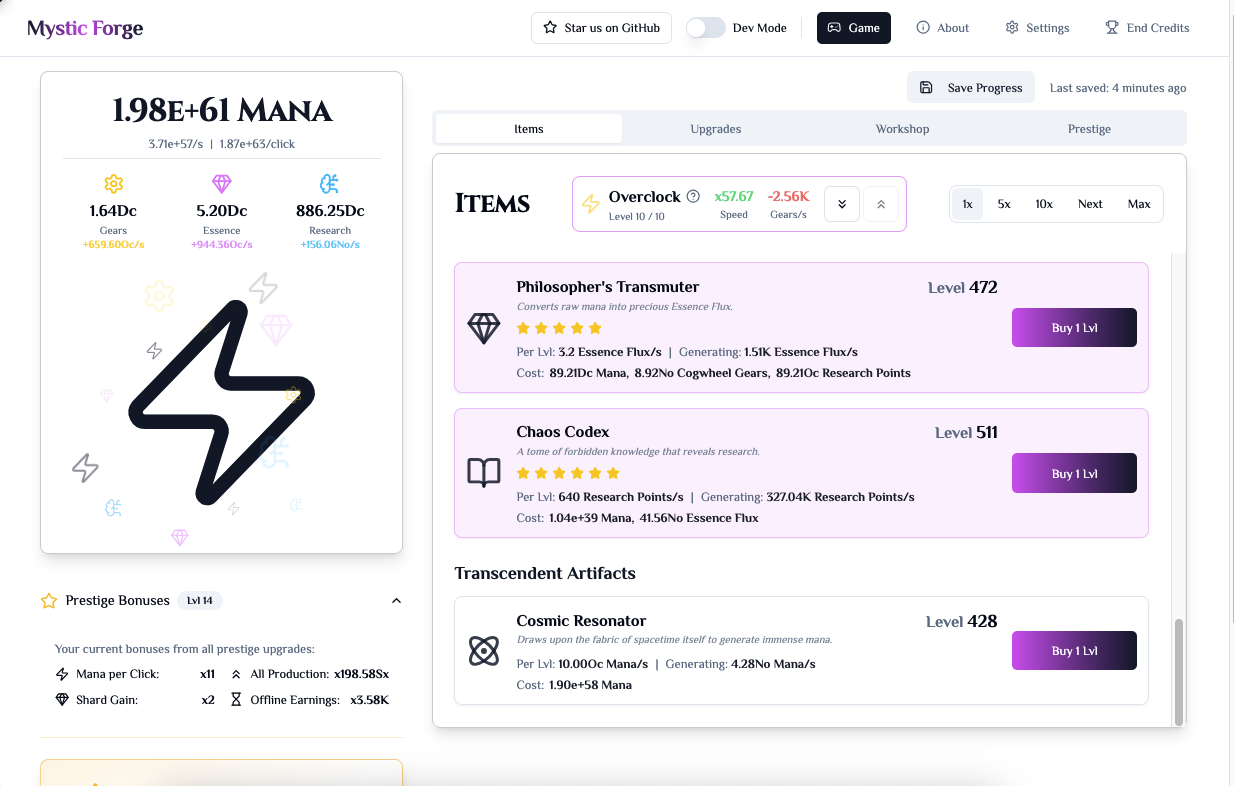 Mystic Forge
Star us on GitHub
Dev Mode
Game
About
Settings
End Credits
1.98e+61 Mana
3.71e+57/s | 1.87e+63/click
1.64Dc
5.20Dc
886.25Dc
Gears
Essence
Research
+659.60Oc/s
+944.36Oc/s
+156.06No/s
Prestige Bonuses
Lvl 14
Your current bonuses from all prestige upgrades:
Mana per Click: x11
All Production: x198.58Sx
Shard Gain: x2
Offline Earnings: x3.58K
Save Progress
Last saved: 4 minutes ago
Items
Upgrades
Workshop
Prestige
Items
Overclock
Level 10 / 10
x57.67
Speed
-2.56K
Gears/s
1x
5x
10x
Next
Max
Philosopher's Transmuter
Level 472
Converts raw mana into precious Essence Flux.
Buy 1 Lvl
Per Lvl: 3.2 Essence Flux/s | Generating: 1.51K Essence Flux/s
Cost: 89.21Dc Mana, 8.92No Cogwheel Gears, 89.21Oc Research Points
Chaos Codex
Level 511
A tome of forbidden knowledge that reveals research.
Buy 1 Lvl
Per Lvl: 640 Research Points/s | Generating: 327.04K Research Points/s
Cost: 1.04e+39 Mana, 41.56No Essence Flux
Transcendent Artifacts
Cosmic Resonator
Level 428
Draws upon the fabric of spacetime itself to generate immense mana.
Buy 1 Lvl
Per Lvl: 10.00Oc Mana/s | Generating: 4.28No Mana/s
Cost: 1.90e+58 Mana